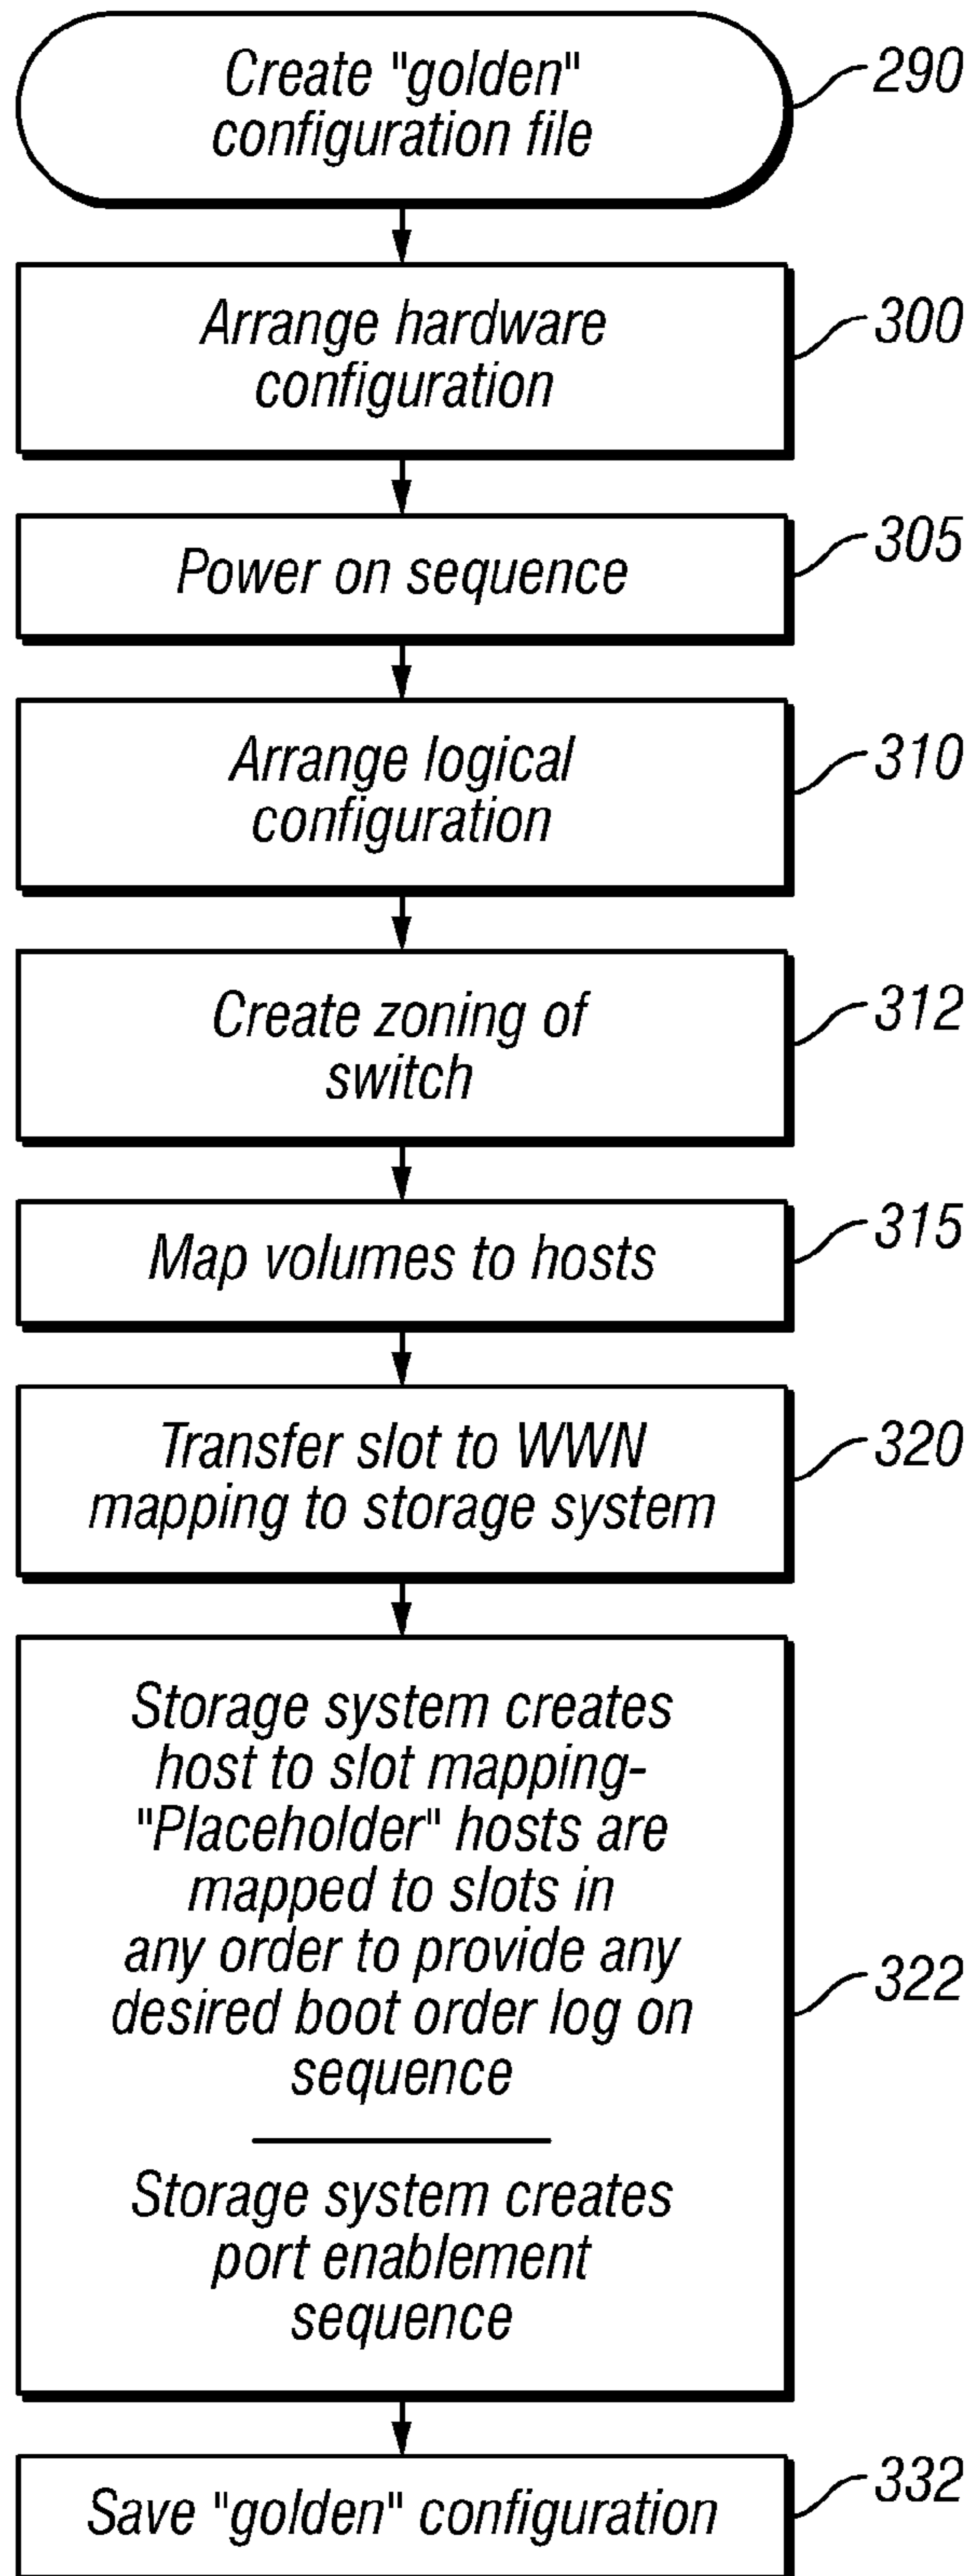 Create "golden"
configuration file
290
Arrange hardware
configuration
300
Power on sequence
305
Arrange logical
configuration
310
Create zoning of
switch
312
Map volumes to hosts
315
Transfer slot to WWN
mapping to storage system
320
Storage system creates
host to slot mapping-
"Placeholder" hosts are
mapped to slots in
any order to provide any
desired boot order log on
sequence
Storage system creates
port enablement
sequence
322
Save "golden" configuration
332